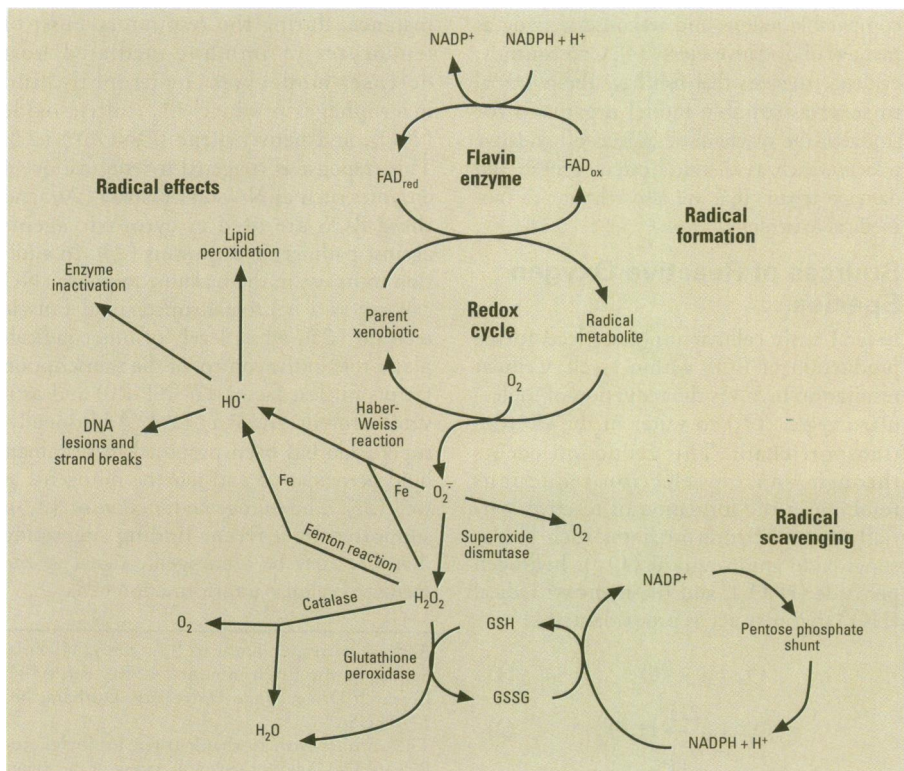 NADP⁺
NADPH + H⁺
FAD_red
Flavin
enzyme
FAD_ox
Radical effects
Radical
formation
Lipid
peroxidation
Enzyme
inactivation
Parent
xenobiotic
Redox
cycle
Radical
metabolite
O₂
HO˙
Haber-
Weiss
reaction
DNA
lesions and
strand breaks
Fe
Fe
O₂˙̄
O₂
Radical
scavenging
Fenton reaction
Superoxide
dismutase
NADP⁺
H₂O₂
Catalase
O₂
GSH
Pentose phosphate
shunt
Glutathione
peroxidase
GSSG
H₂O
NADPH + H⁺